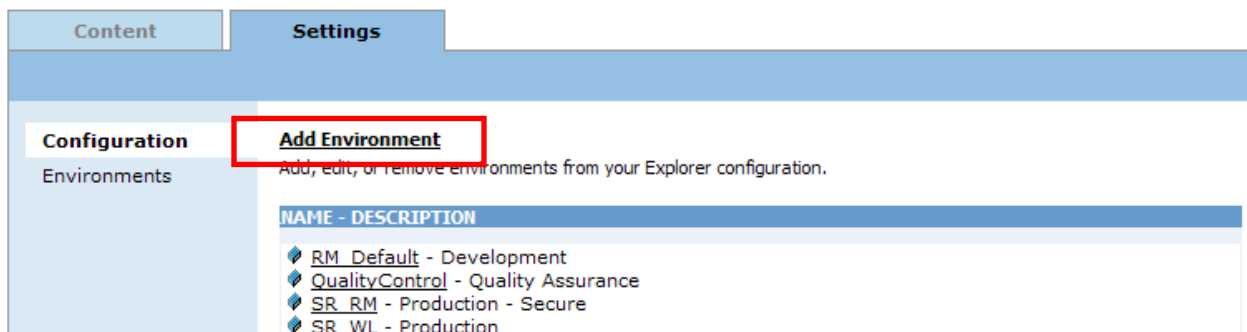 Content Settings
Configuration
Environments
Add Environment
Add, edit, or remove environments from your Explorer configuration.
NAME - DESCRIPTION
RM_Default - Development
QualityControl - Quality Assurance
SR_RM - Production - Secure
SR_WL - Production